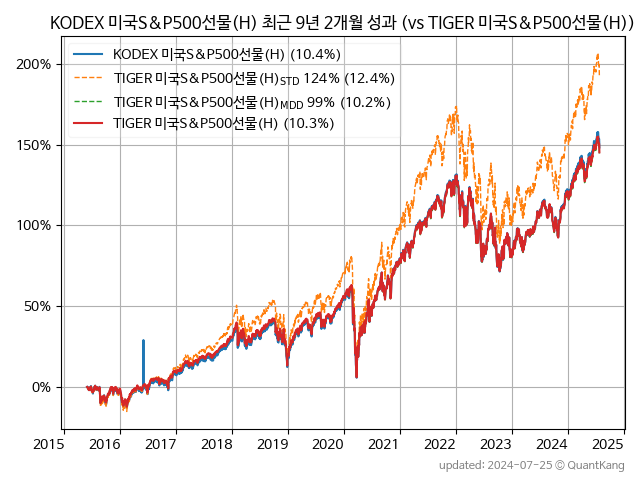 KODEX 미국S&P500선물(H) 최근 9년 2개월 성과 (vs TIGER 미국S&P500선물(H))
KODEX 미국S&P500선물(H) (10.4%)
TIGER 미국S&P500선물(H)STD 124% (12.4%)
TIGER 미국S&P500선물(H)MDD 99% (10.2%)
TIGER 미국S&P500선물(H) (10.3%)
200%
150%
100%
50%
0%
2015 2016 2017 2018 2019 2020 2021 2022 2023 2024 2025
updated: 2024-07-25 © QuantKang